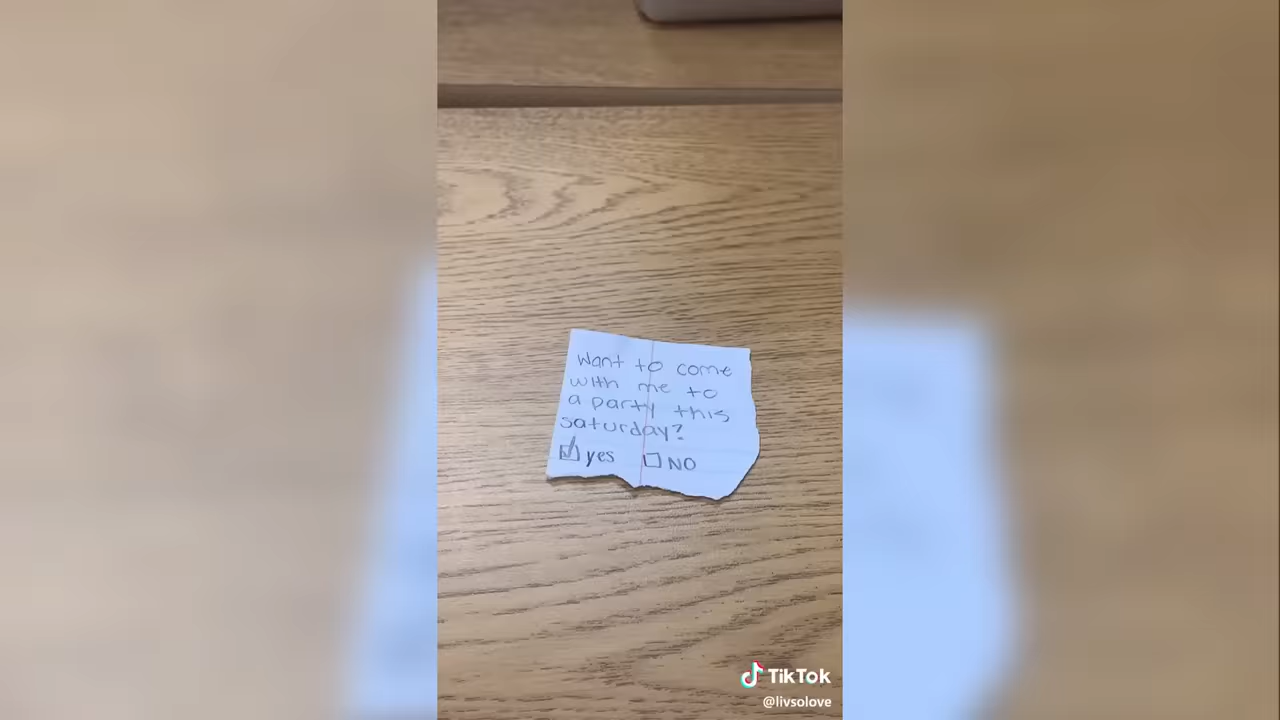 Want to come
with me to
a party this
saturday?
yes NO
TikTok
@livsolove